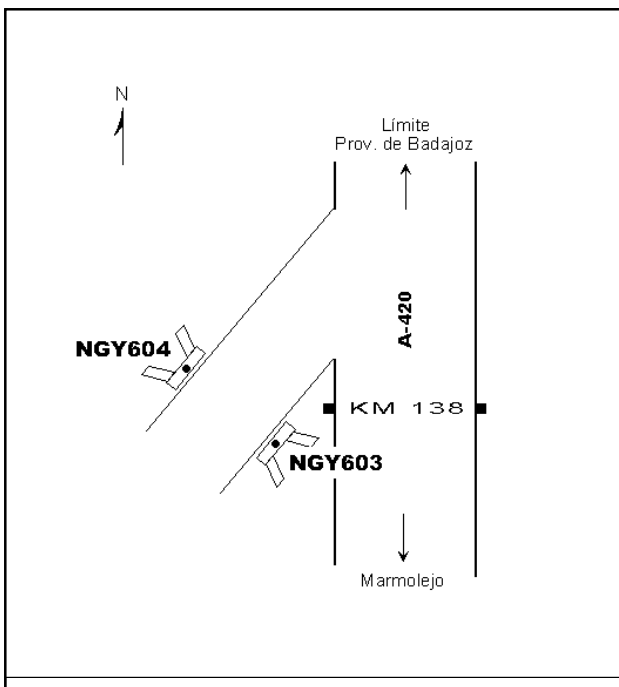 N
Límite
Prov. de Badajoz
A-420
NGY604
KM 138
NGY603
Marmolejo